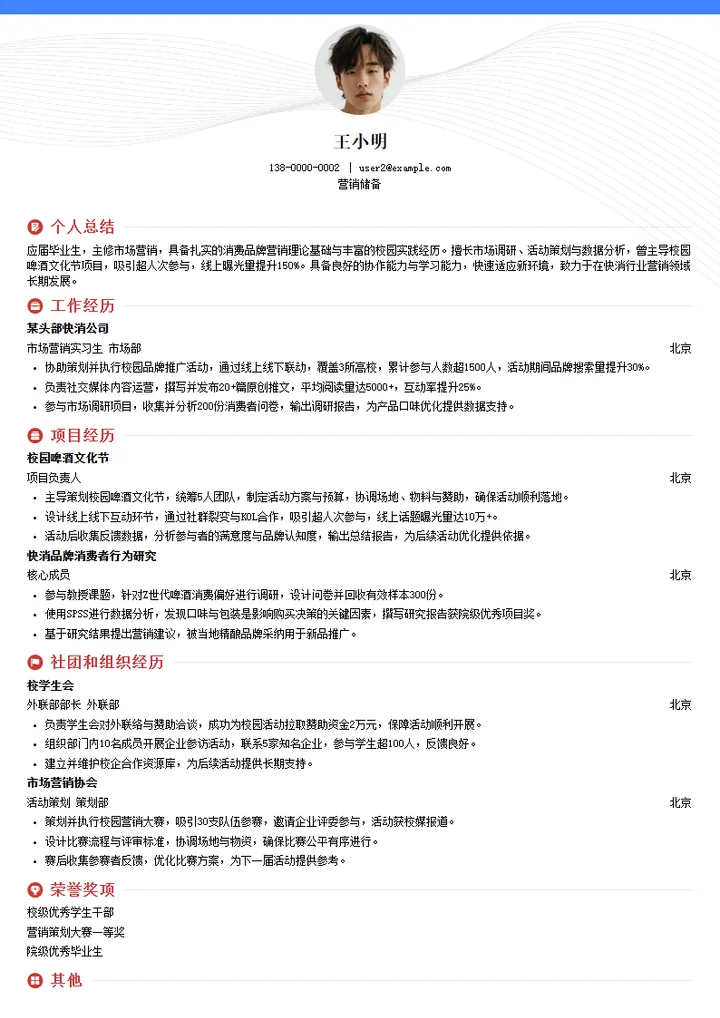 王小明
138-0000-0002 | user2@example.com
营销储备
个人总结
应届毕业生，主修市场营销，具备扎实的消费品牌营销理论基础与丰富的校园实践经历。擅长市场调研、活动策划与数据分析，曾主导校园
啤酒文化节项目，吸引超人次参与，线上曝光量提升150%。具备良好的协作能力与学习能力，快速适应新环境，致力于在快消行业营销领域
长期发展。
工作经历
某头部快消公司
市场营销实习生 市场部 北京
• 协助策划并执行校园品牌推广活动，通过线上线下联动，覆盖3所高校，累计参与人数超1500人，活动期间品牌搜索量提升30%。
• 负责社交媒体内容运营，撰写并发布20+篇原创推文，平均阅读量达5000+，互动率提升25%。
• 参与市场调研项目，收集并分析200份消费者问卷，输出调研报告，为产品口味优化提供数据支持。
项目经历
校园啤酒文化节
项目负责人 北京
• 主导策划校园啤酒文化节，统筹5人团队，制定活动方案与预算，协调场地、物料与赞助，确保活动顺利落地。
• 设计线上线下互动环节，通过社群裂变与KOL合作，吸引超人次参与，线上话题曝光量达10万+。
• 活动后收集反馈数据，分析参与者的满意度与品牌认知度，输出总结报告，为后续活动优化提供依据。
快消品牌消费者行为研究
核心成员 北京
• 参与教授课题，针对Z世代啤酒消费偏好进行调研，设计问卷并回收有效样本300份。
• 使用SPSS进行数据分析，发现口味与包装是影响购买决策的关键因素，撰写研究报告获院级优秀项目奖。
• 基于研究结果提出营销建议，被当地精酿品牌采纳用于新品推广。
社团和组织经历
校学生会
外联部部长 外联部 北京
• 负责学生会对外联络与赞助洽谈，成功为校园活动拉取赞助资金2万元，保障活动顺利开展。
• 组织部门内10名成员开展企业参访活动，联系5家知名企业，参与学生超100人，反馈良好。
• 建立并维护校企合作资源库，为后续活动提供长期支持。
市场营销协会
活动策划 策划部 北京
• 策划并执行校园营销大赛，吸引30支队伍参赛，邀请企业评委参与，活动获校媒报道。
• 设计比赛流程与评审标准，协调场地与物资，确保比赛公平有序进行。
• 赛后收集参赛者反馈，优化比赛方案，为下一届活动提供参考。
荣誉奖项
校级优秀学生干部
营销策划大赛一等奖
院级优秀毕业生
其他